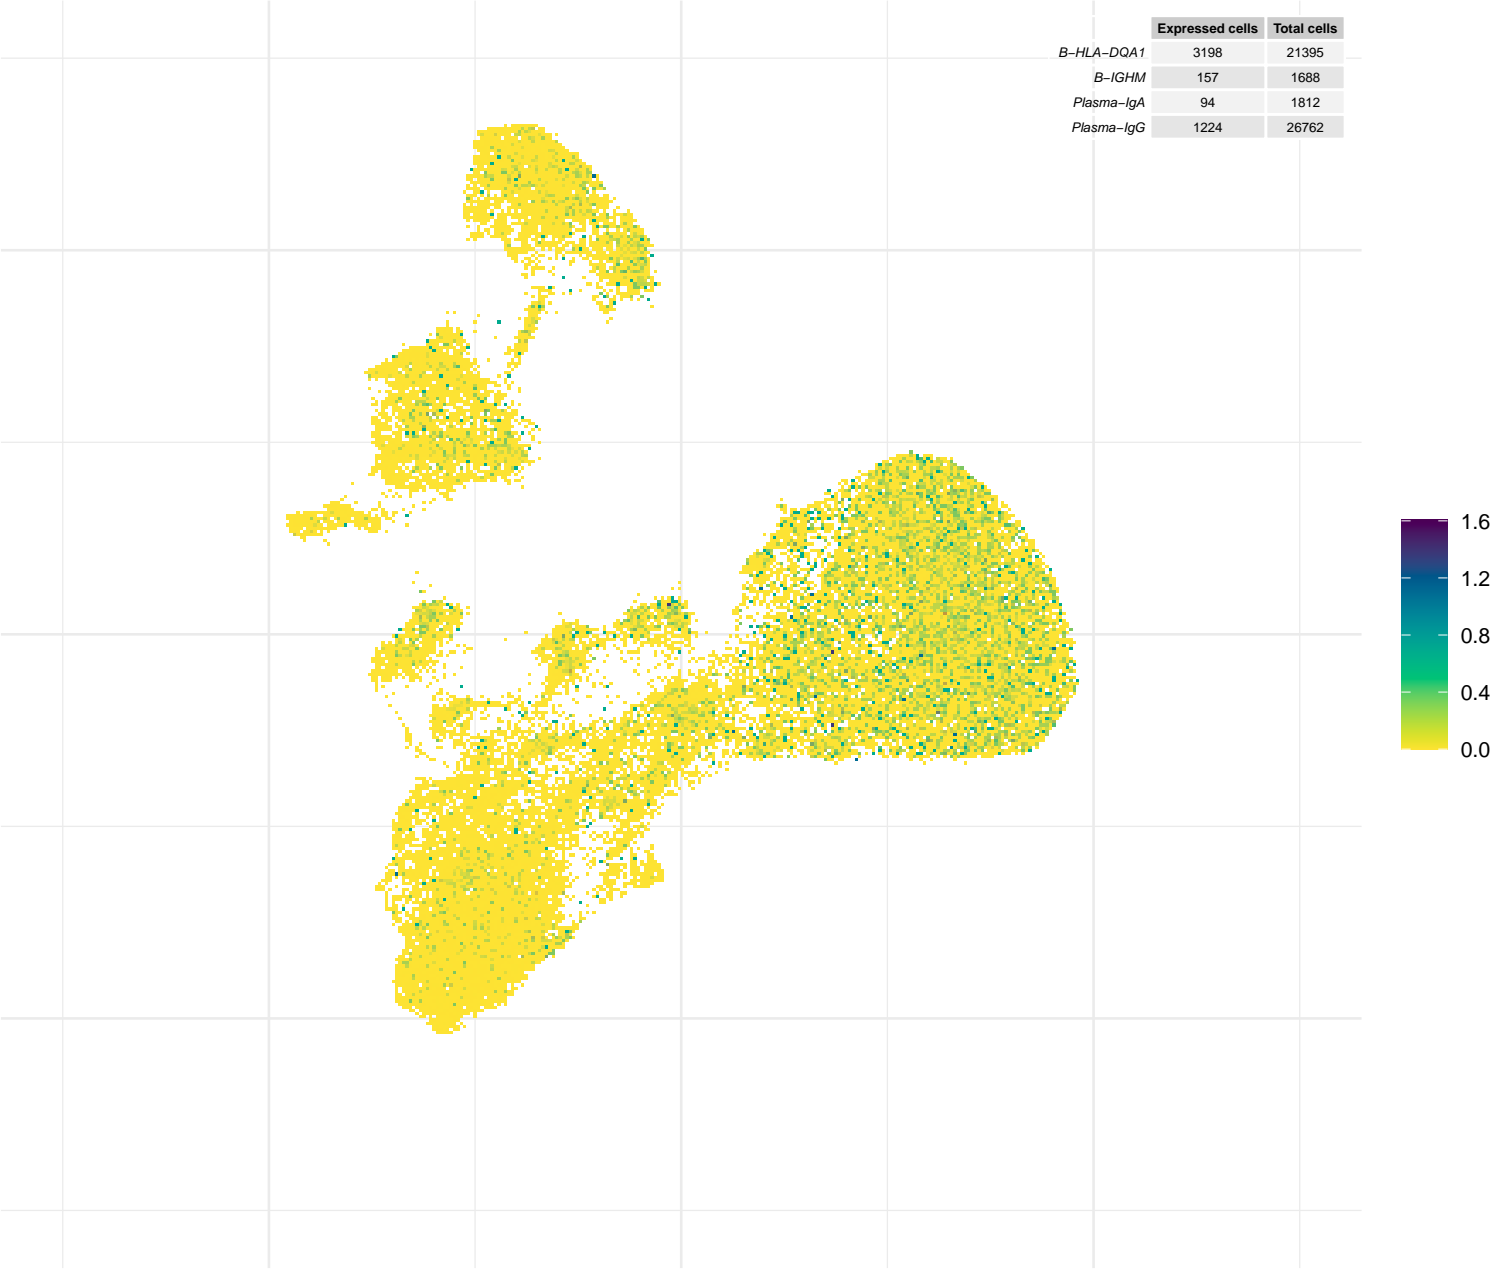 Expressed cells Total cells
B−HLA−DQA1 3198 21395
B−IGHM 157 1688
Plasma−IgA 94 1812
Plasma−IgG 1224 26762
1.6
1.2
0.8
0.4
0.0